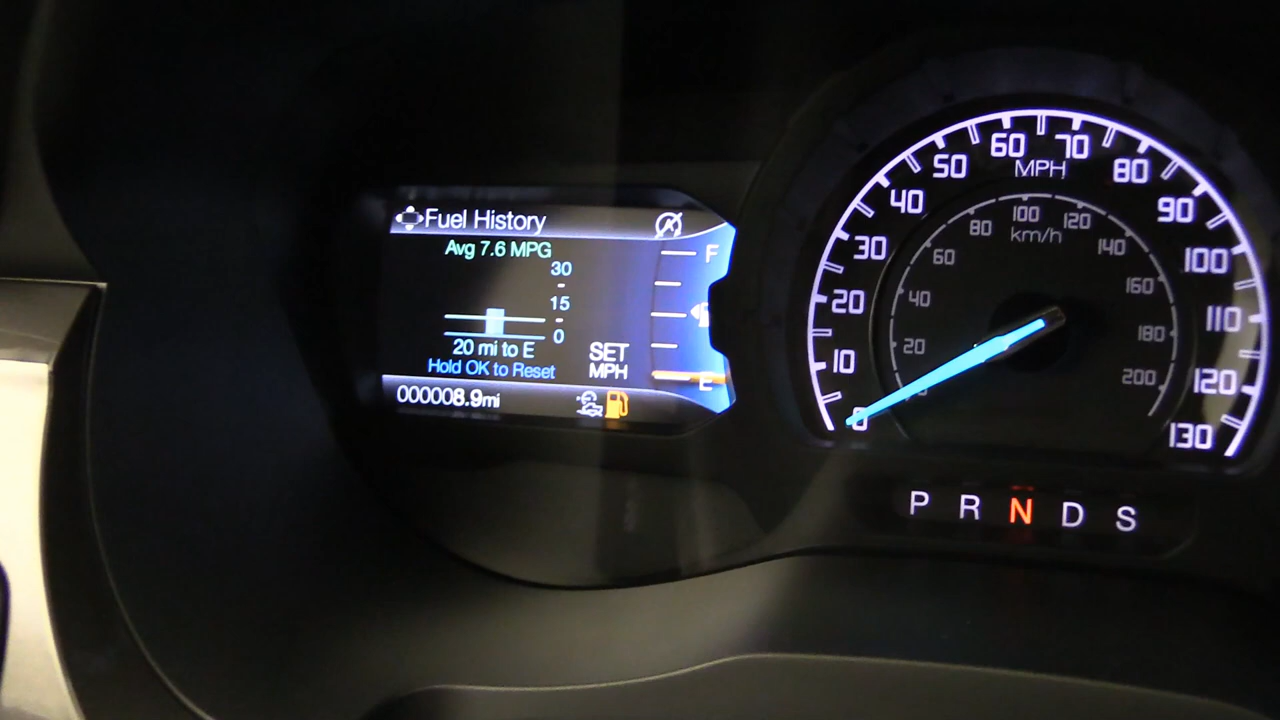 Fuel History
Avg 7.6 MPG
30
15
0
20 mi to E
Hold OK to Reset
SET
MPH
000008.9mi
F
E
0
10
20
30
40
50
60
70
80
90
100
110
120
130
MPH
20
40
60
80
100
120
140
160
180
200
km/h
P R N D S